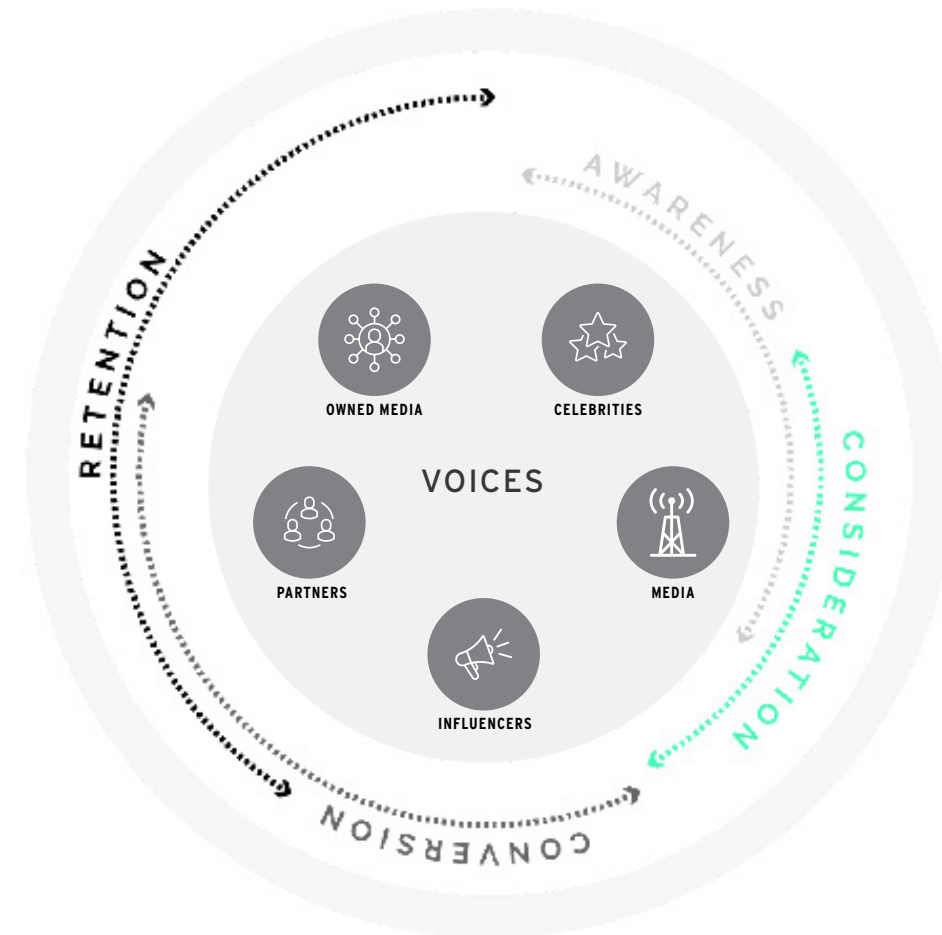 AWARENESS
RETENTION
OWNED MEDIA
CELEBRITIES
CONSIDERATION
VOICES
PARTNERS
MEDIA
INFLUENCERS
CONVERSION